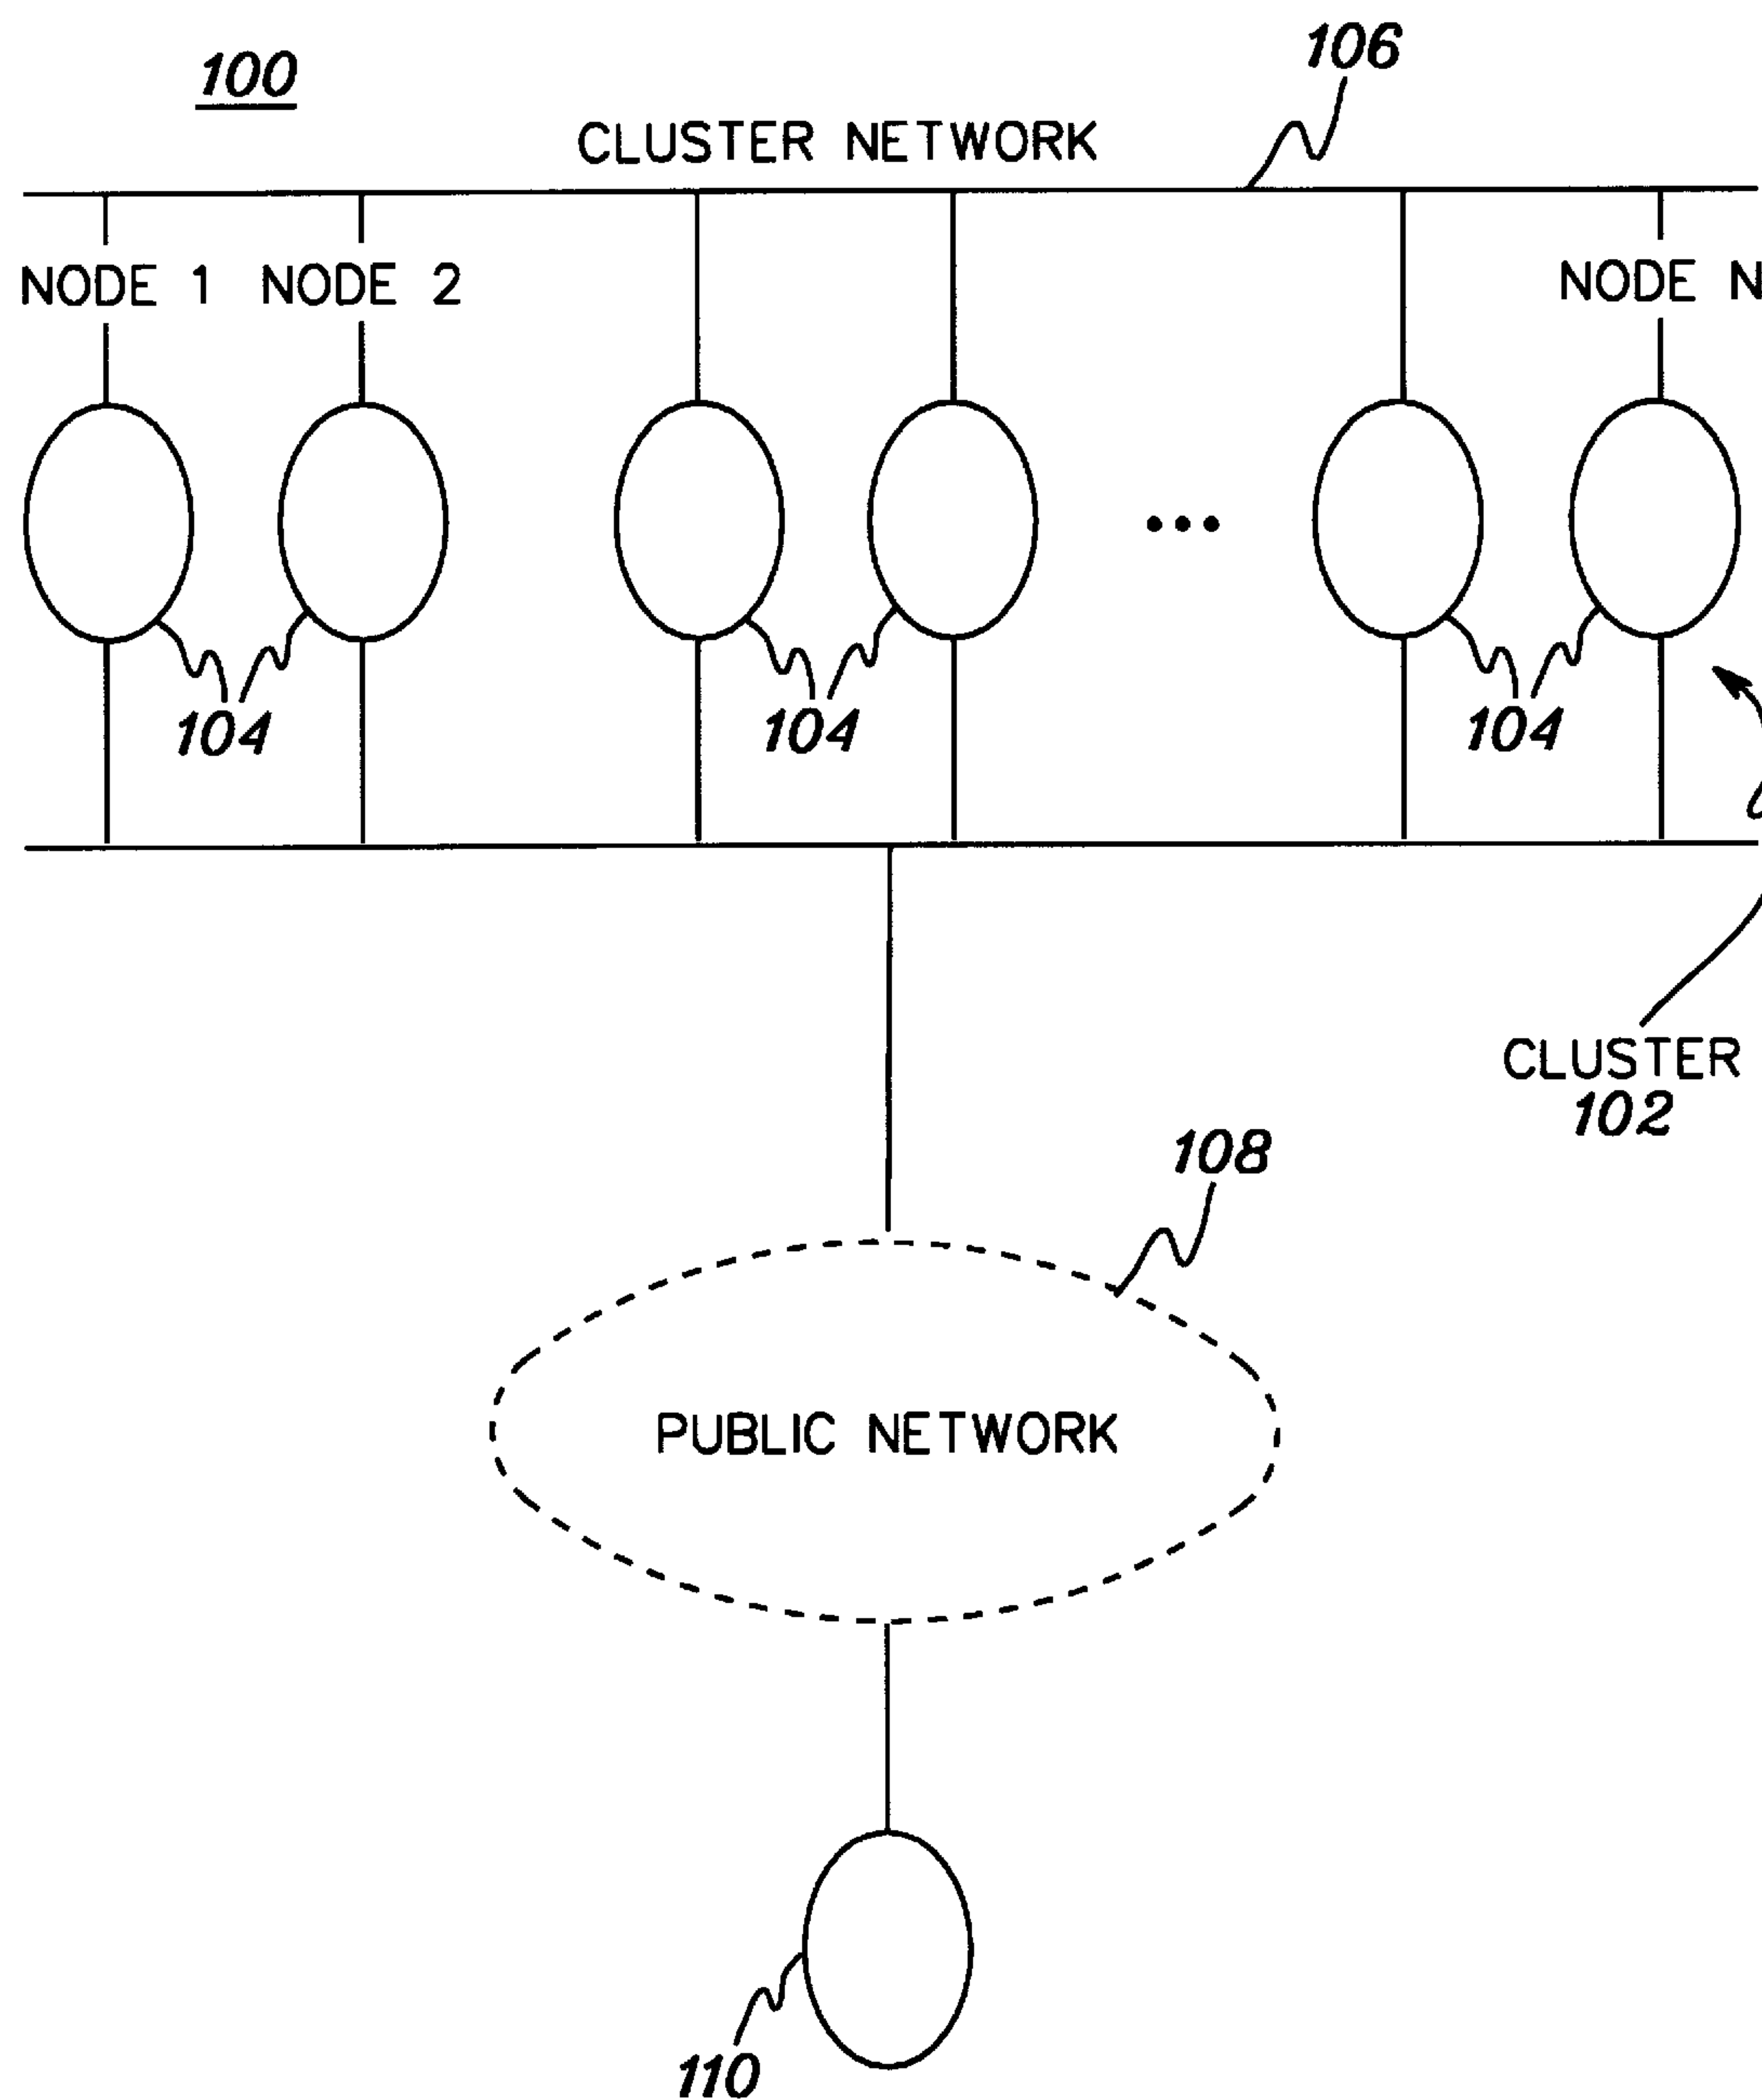 100
106
CLUSTER NETWORK
NODE 1 NODE 2 NODE N
104 104 104
CLUSTER
102
108
PUBLIC NETWORK
110